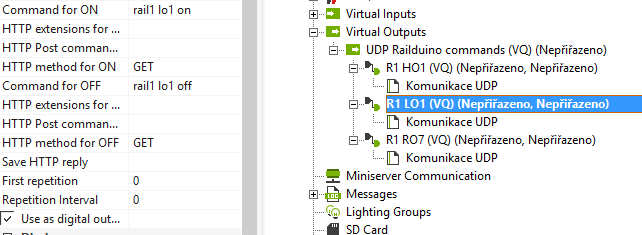 Command for ON rail1 lo1 on
HTTP extensions for ...
HTTP Post comman...
HTTP method for ON GET
Command for OFF rail1 lo1 off
HTTP extensions for ...
HTTP Post comman...
HTTP method for OFF GET
Save HTTP reply
First repetition 0
Repetition Interval 0
Use as digital out...
Virtual Inputs
Virtual Outputs
UDP Railduino commands (VQ) (Nepřiřazeno)
R1 HO1 (VQ) (Nepřiřazeno, Nepřiřazeno)
Komunikace UDP
R1 LO1 (VQ) (Nepřiřazeno, Nepřiřazeno)
Komunikace UDP
R1 RO7 (VQ) (Nepřiřazeno, Nepřiřazeno)
Komunikace UDP
Miniserver Communication
Messages
Lighting Groups
SD Card